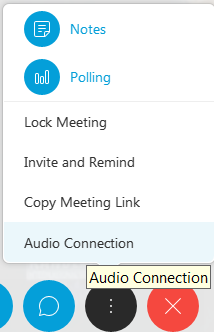 Notes
Polling
Lock Meeting
Invite and Remind
Copy Meeting Link
Audio Connection
Audio Connection